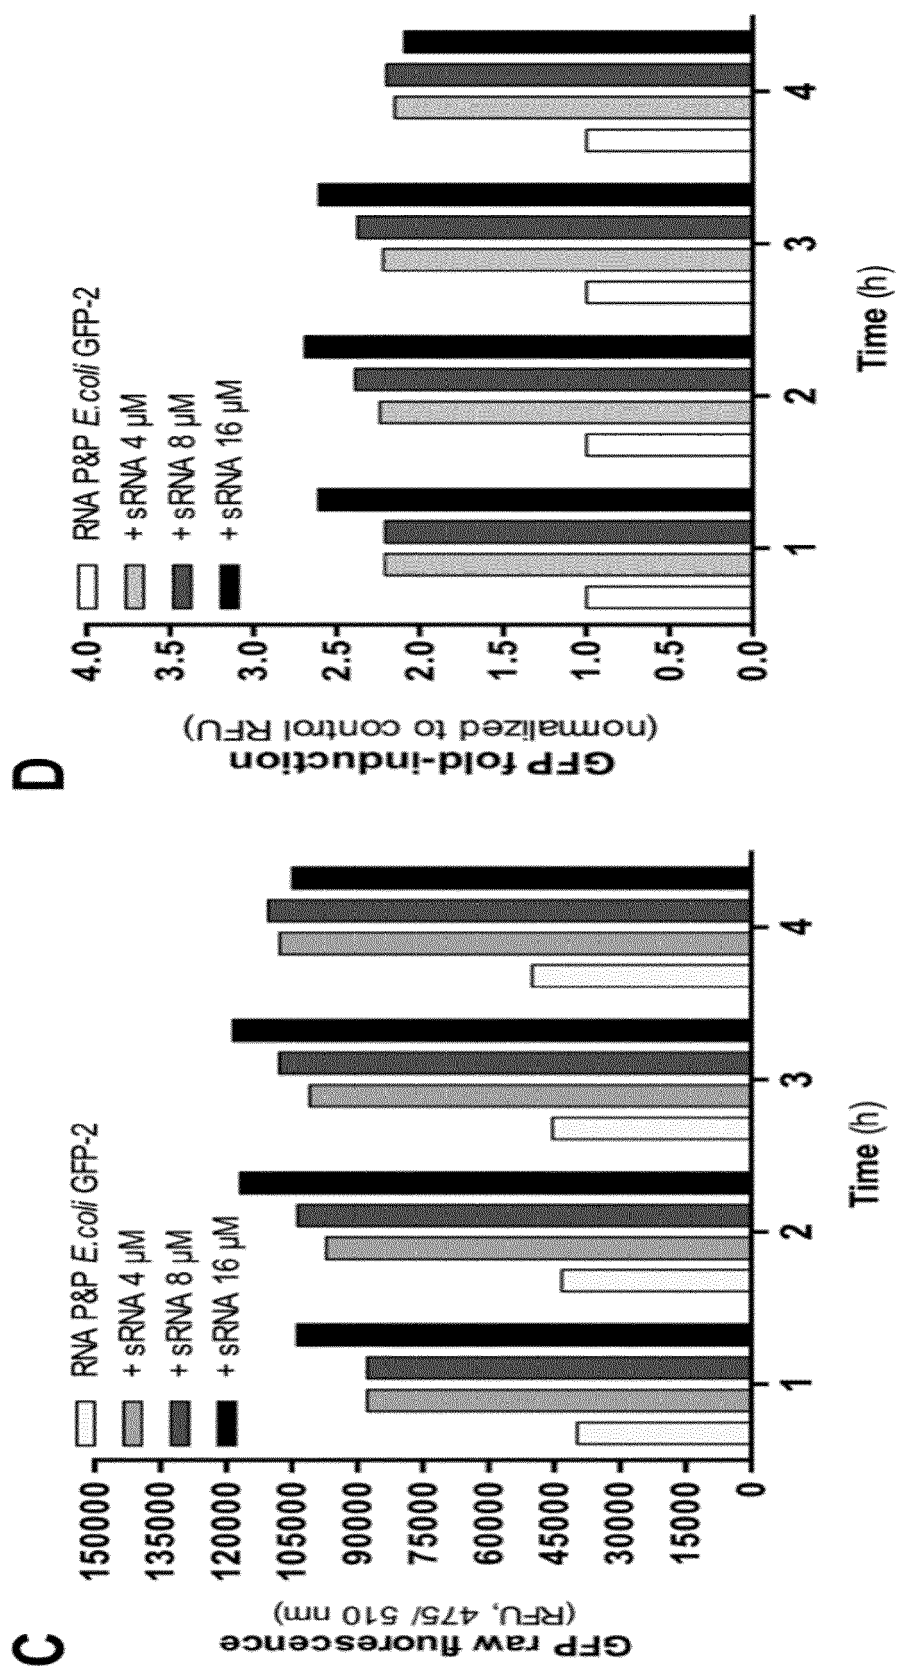 C
GFP raw fluorescence
(RFU, 475/ 510 nm)
150000
135000
120000
105000
90000
75000
60000
45000
30000
15000
0
RNA P&P E.coli GFP-2
+ sRNA 4 µM
+ sRNA 8 µM
+ sRNA 16 µM
1
2
3
4
Time (h)
D
GFP fold-induction
(normalized to control RFU)
4.0
3.5
3.0
2.5
2.0
1.5
1.0
0.5
0.0
RNA P&P E.coli GFP-2
+ sRNA 4 µM
+ sRNA 8 µM
+ sRNA 16 µM
1
2
3
4
Time (h)